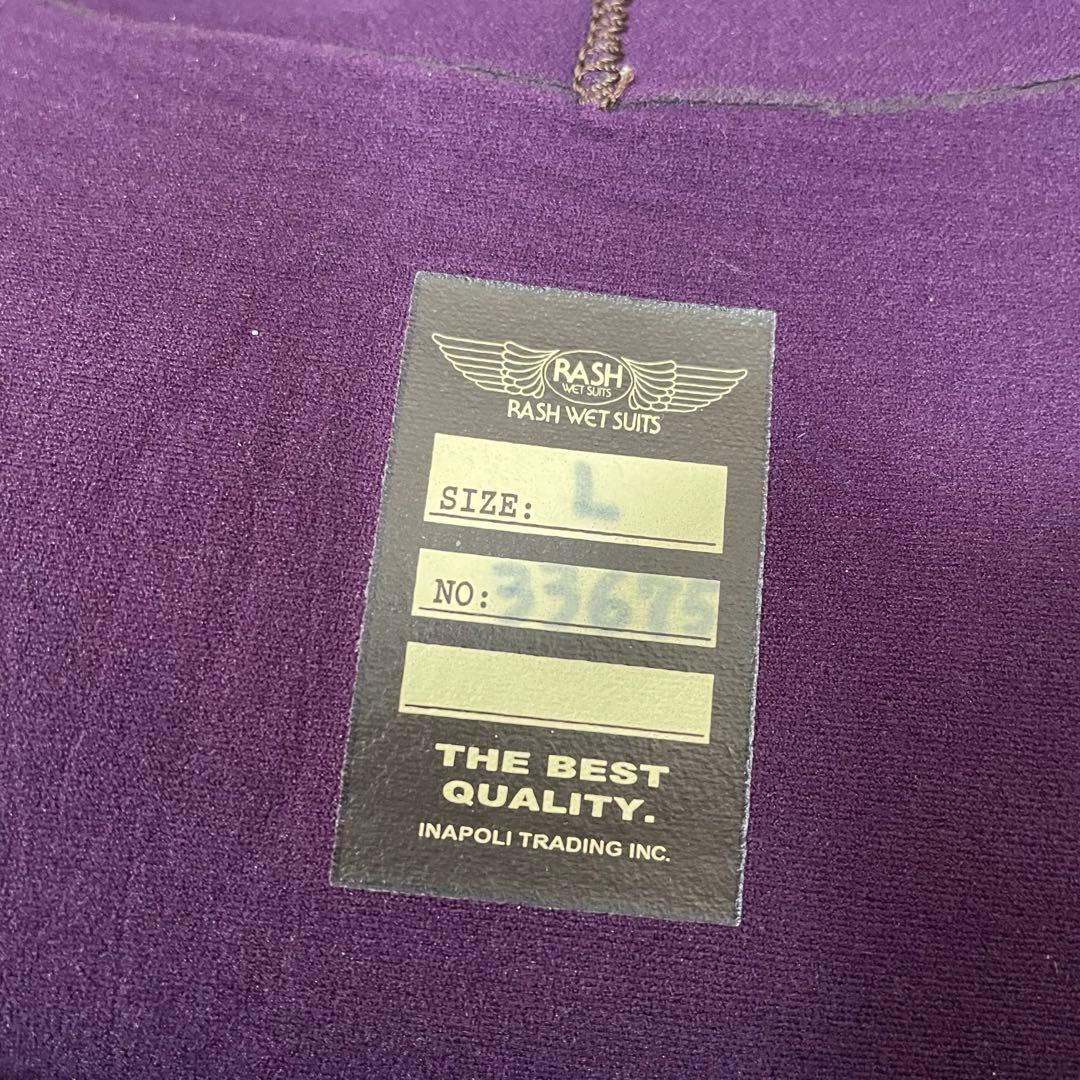 RASH
WET SUITS
RASH WET SUITS
SIZE: L
NO: 33675
THE BEST
QUALITY.
INAPOLI TRADING INC.